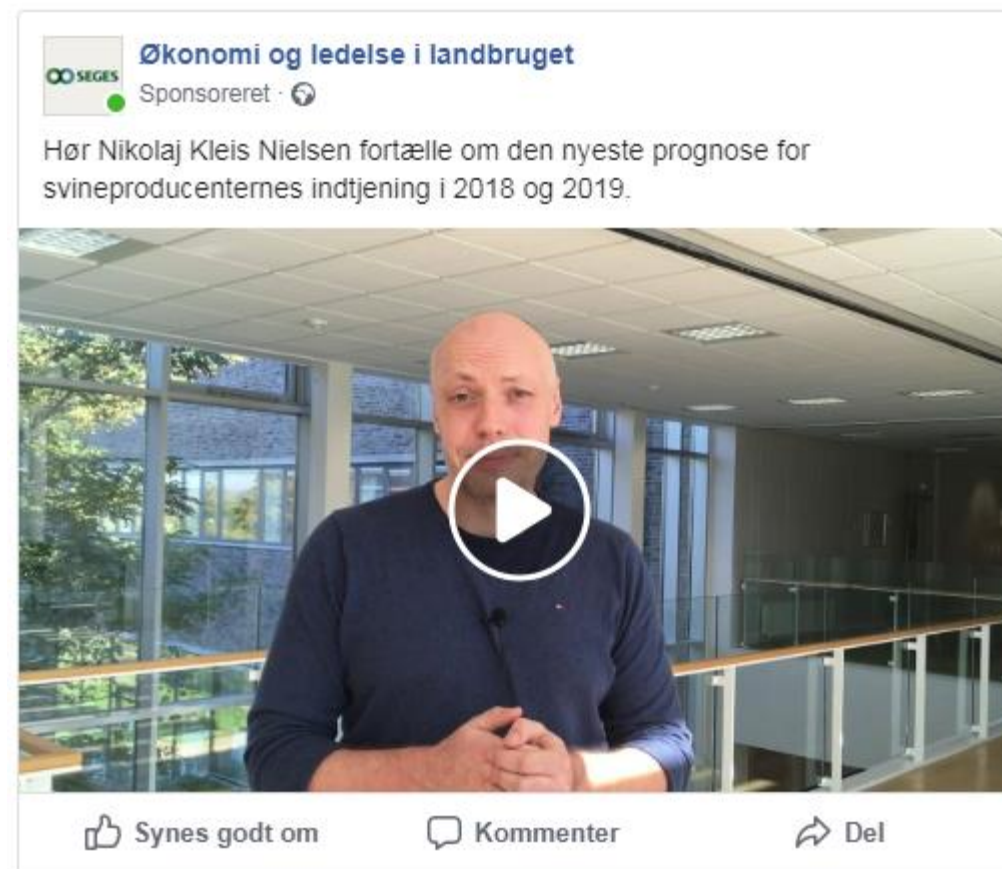 SEGES
Økonomi og ledelse i landbruget
Sponsoreret ·
Hør Nikolaj Kleis Nielsen fortælle om den nyeste prognose for
svineproducenternes indtjening i 2018 og 2019.
Synes godt om
Kommenter
Del